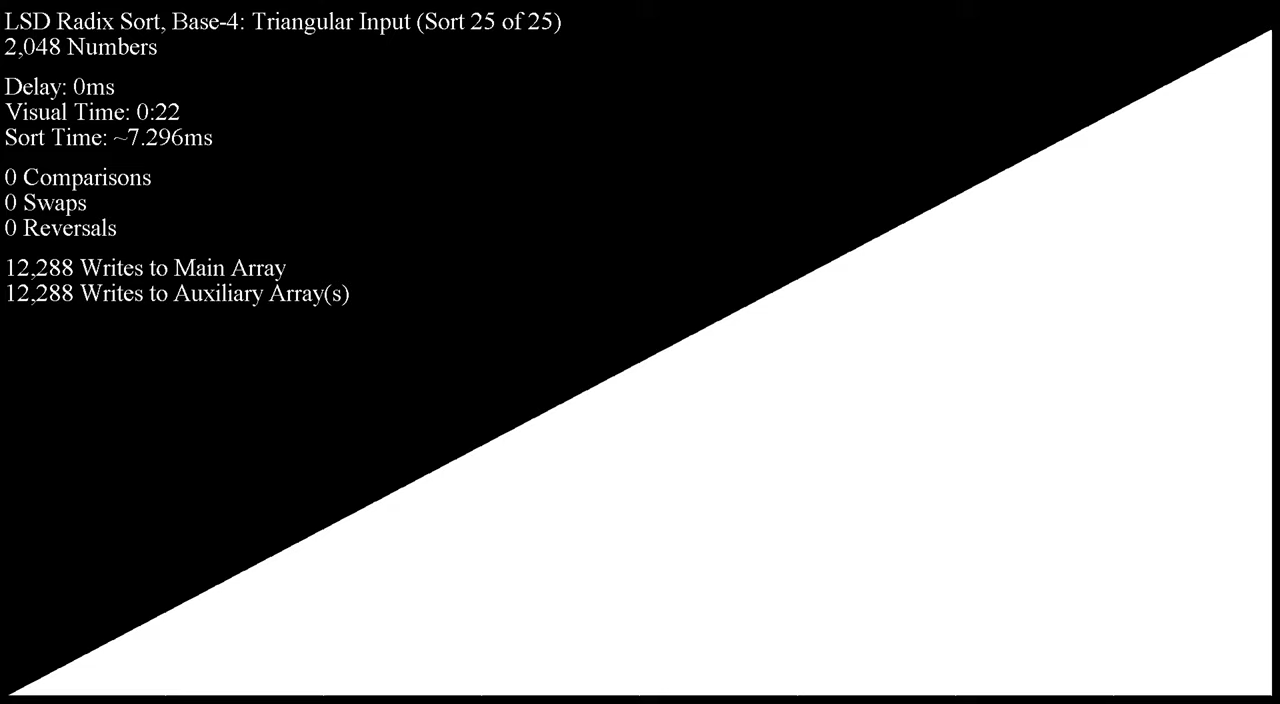 LSD Radix Sort, Base-4: Triangular Input (Sort 25 of 25)
2,048 Numbers
Delay: 0ms
Visual Time: 0:22
Sort Time: ~7.296ms
0 Comparisons
0 Swaps
0 Reversals
12,288 Writes to Main Array
12,288 Writes to Auxiliary Array(s)